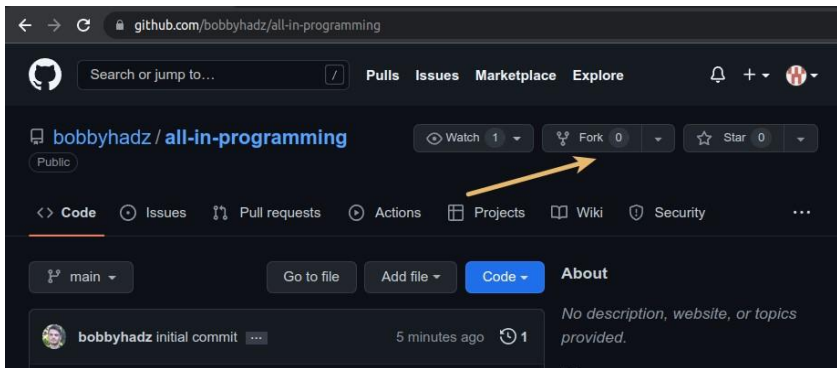 github.com/bobbyhadz/all-in-programming
Search or jump to... / Pulls Issues Marketplace Explore
bobbyhadz / all-in-programming
Watch 1 Fork 0 Star 0
Public
<> Code Issues Pull requests Actions Projects Wiki Security ...
main Go to file Add file Code About
No description, website, or topics
provided.
bobbyhadz initial commit ... 5 minutes ago 1